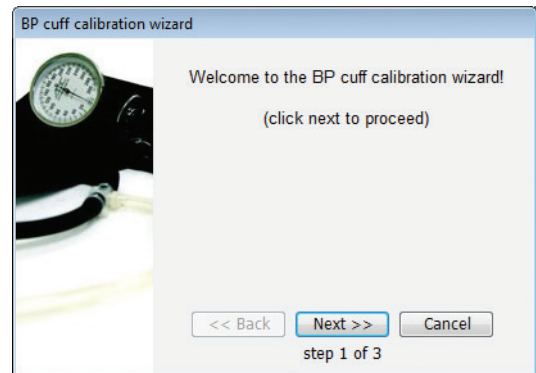 BP cuff calibration wizard
Welcome to the BP cuff calibration wizard!
(click next to proceed)
<< Back Next >> Cancel
step 1 of 3